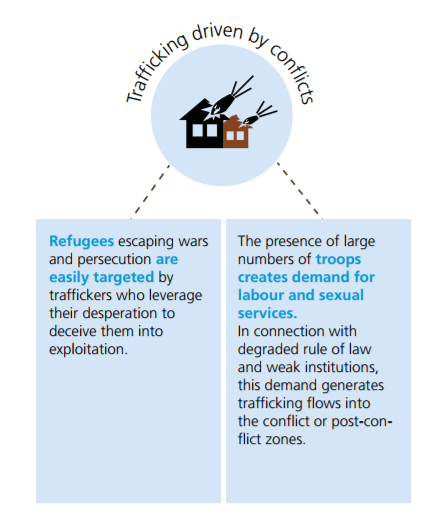 Trafficking driven by conflicts
Refugees escaping wars
and persecution are
easily targeted by
traffickers who leverage
their desperation to
deceive them into
exploitation.
The presence of large
numbers of troops
creates demand for
labour and sexual
services.
In connection with
degraded rule of law
and weak institutions,
this demand generates
trafficking flows into
the conflict or post-con-
flict zones.